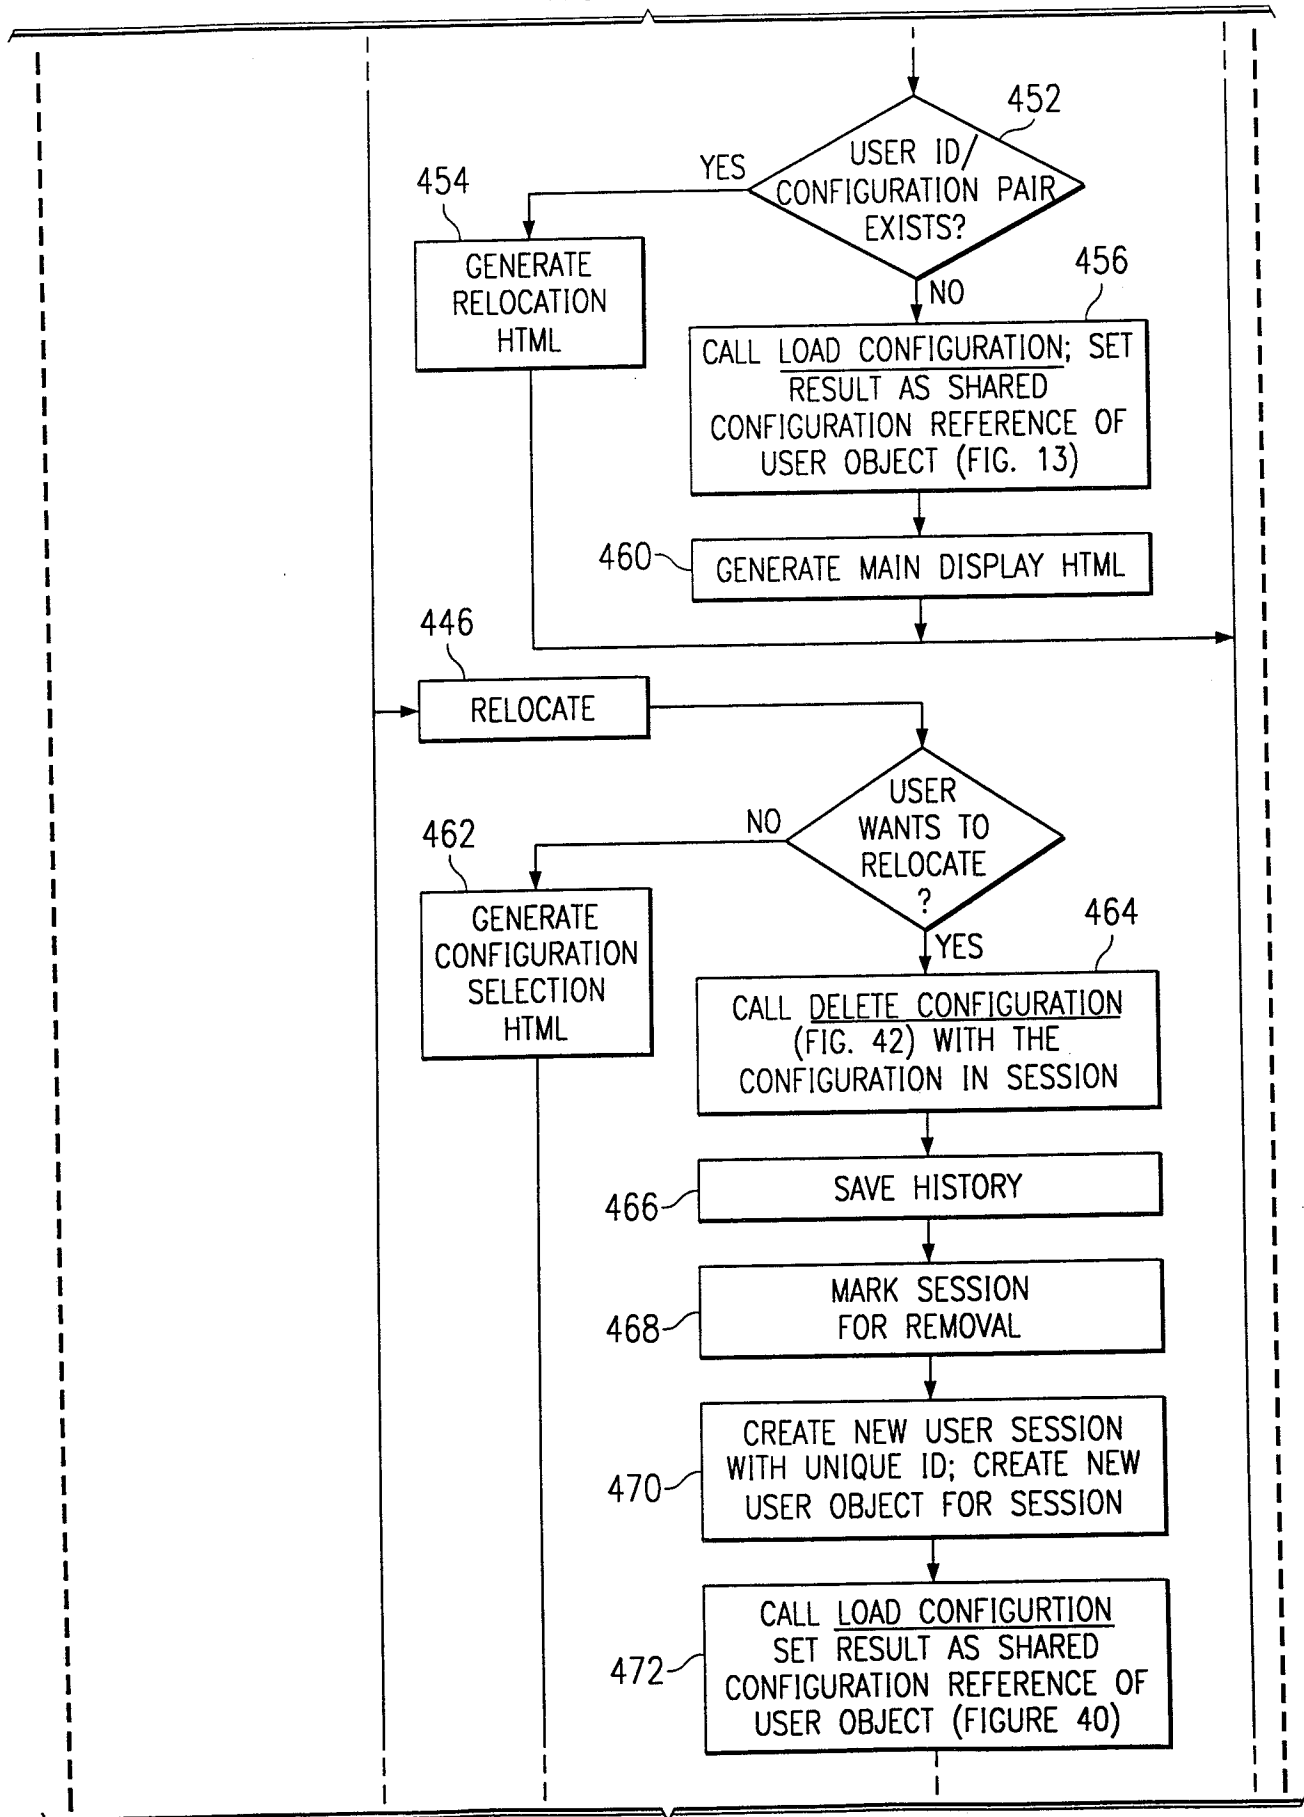 452
USER ID/
CONFIGURATION PAIR
EXISTS?
YES
454
GENERATE
RELOCATION
HTML
NO
456
CALL LOAD CONFIGURATION; SET
RESULT AS SHARED
CONFIGURATION REFERENCE OF
USER OBJECT (FIG. 13)
460
GENERATE MAIN DISPLAY HTML
446
RELOCATE
USER
WANTS TO
RELOCATE
?
NO
462
GENERATE
CONFIGURATION
SELECTION
HTML
YES
464
CALL DELETE CONFIGURATION
(FIG. 42) WITH THE
CONFIGURATION IN SESSION
466
SAVE HISTORY
468
MARK SESSION
FOR REMOVAL
470
CREATE NEW USER SESSION
WITH UNIQUE ID; CREATE NEW
USER OBJECT FOR SESSION
472
CALL LOAD CONFIGURTION
SET RESULT AS SHARED
CONFIGURATION REFERENCE OF
USER OBJECT (FIGURE 40)